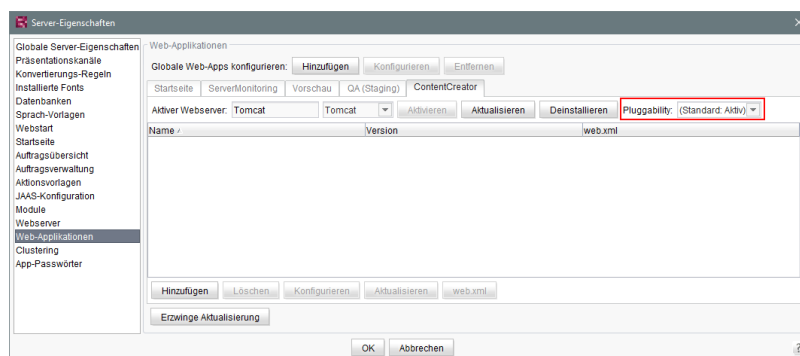 Server-Eigenschaften
Globale Server-Eigenschaften
Präsentationskanäle
Konvertierungs-Regeln
Installierte Fonts
Datenbanken
Sprach-Vorlagen
Webstart
Startseite
Auftragsübersicht
Auftragsverwaltung
Aktionsvorlagen
JAAS-Konfiguration
Module
Webserver
Web-Applikationen
Clustering
App-Passwörter
Web-Applikationen
Globale Web-Apps konfigurieren: Hinzufügen Konfigurieren Entfernen
Startseite ServerMonitoring Vorschau QA (Staging) ContentCreator
Aktiver Webserver: Tomcat Tomcat Aktivieren Aktualisieren Deinstallieren Pluggability: (Standard: Aktiv)
Name Version web.xml
Hinzufügen Löschen Konfigurieren Aktualisieren web.xml
Erzwinge Aktualisierung
OK Abbrechen
?